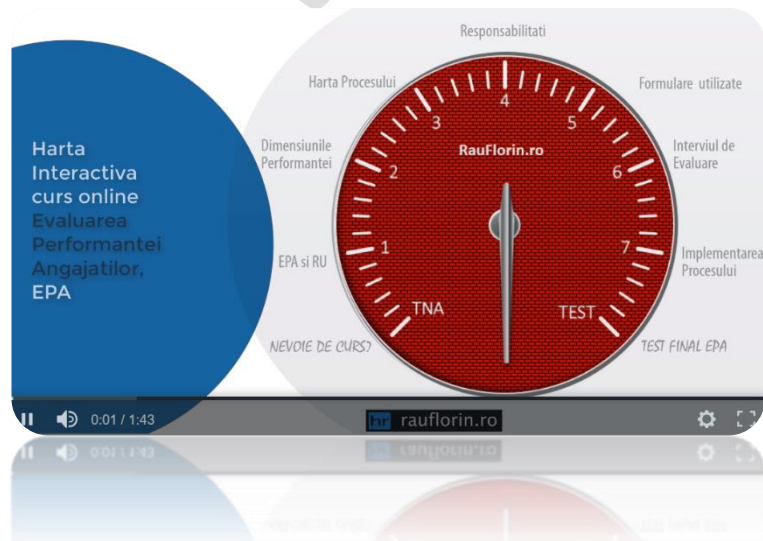 Harta
Interactiva
curs online
Evaluarea
Performantei
Angajatilor,
EPA
Responsabilitati
Harta Procesului
Formulare utilizate
Dimensiunile
Performantei
Interviul de
Evaluare
EPA si RU
Implementarea
Procesului
NEVOIE DE CURS?
TEST FINAL EPA
RauFlorin.ro
TNA
1
2
3
4
5
6
7
TEST
0:01 / 1:43
hr rauflorin.ro